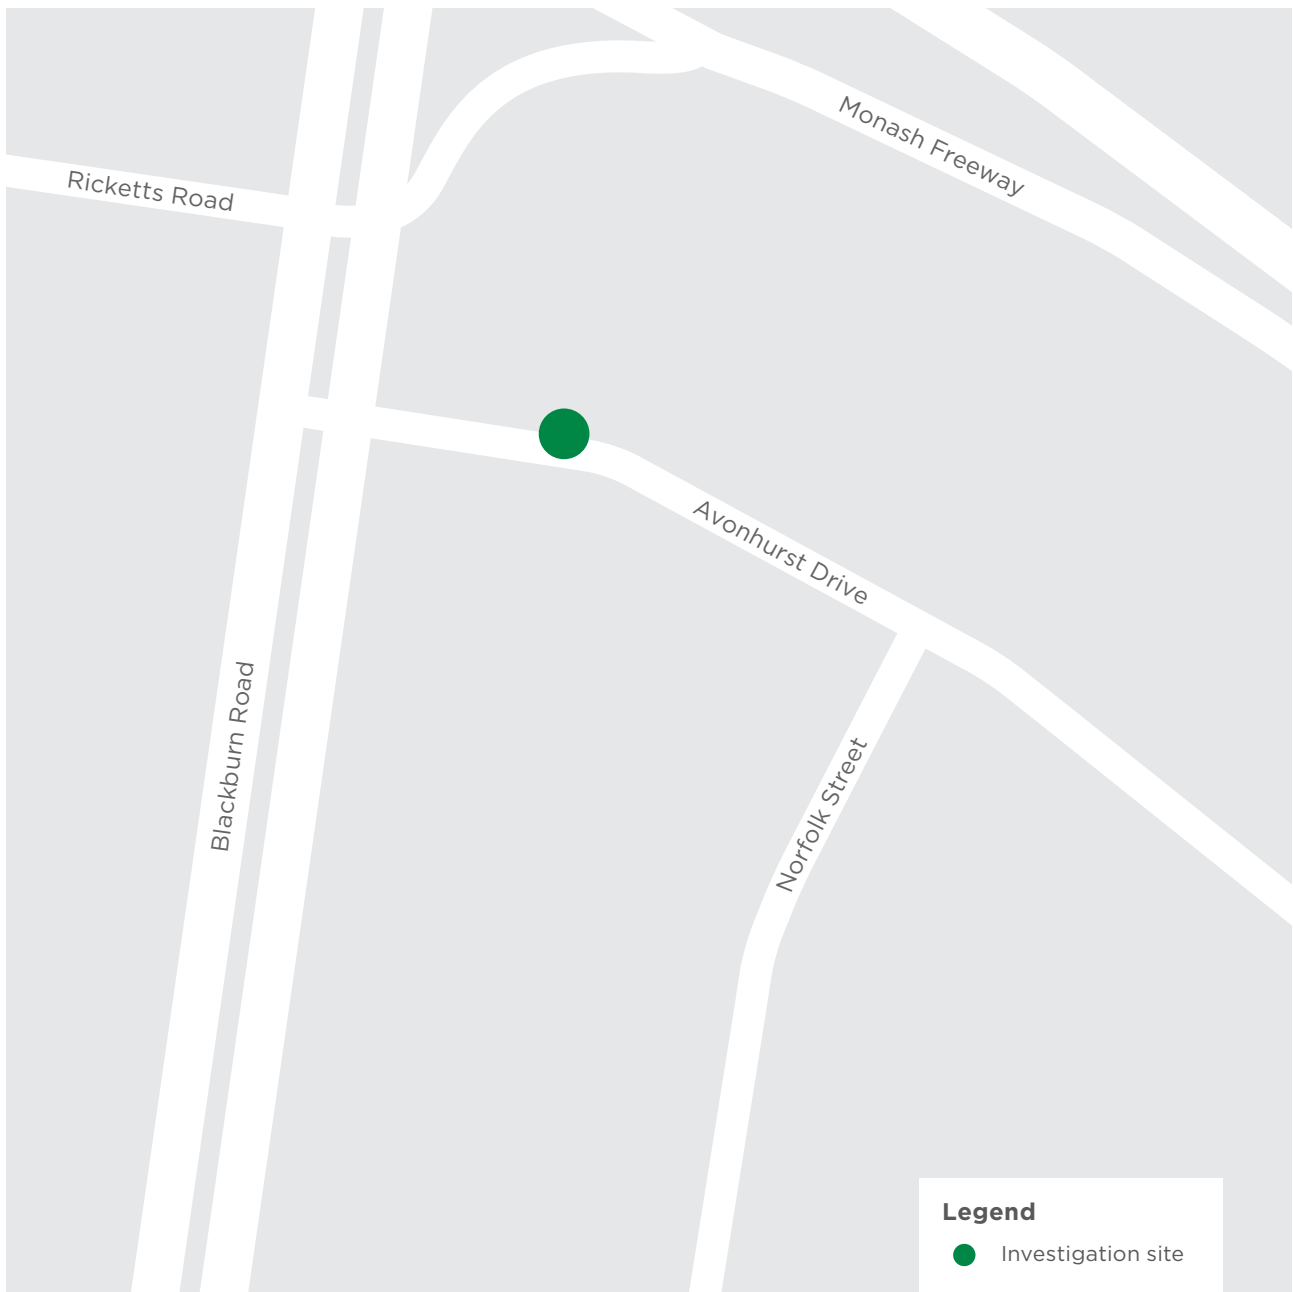 Monash Freeway
Ricketts Road
Avonhurst Drive
Blackburn Road
Norfolk Street
Legend
Investigation site